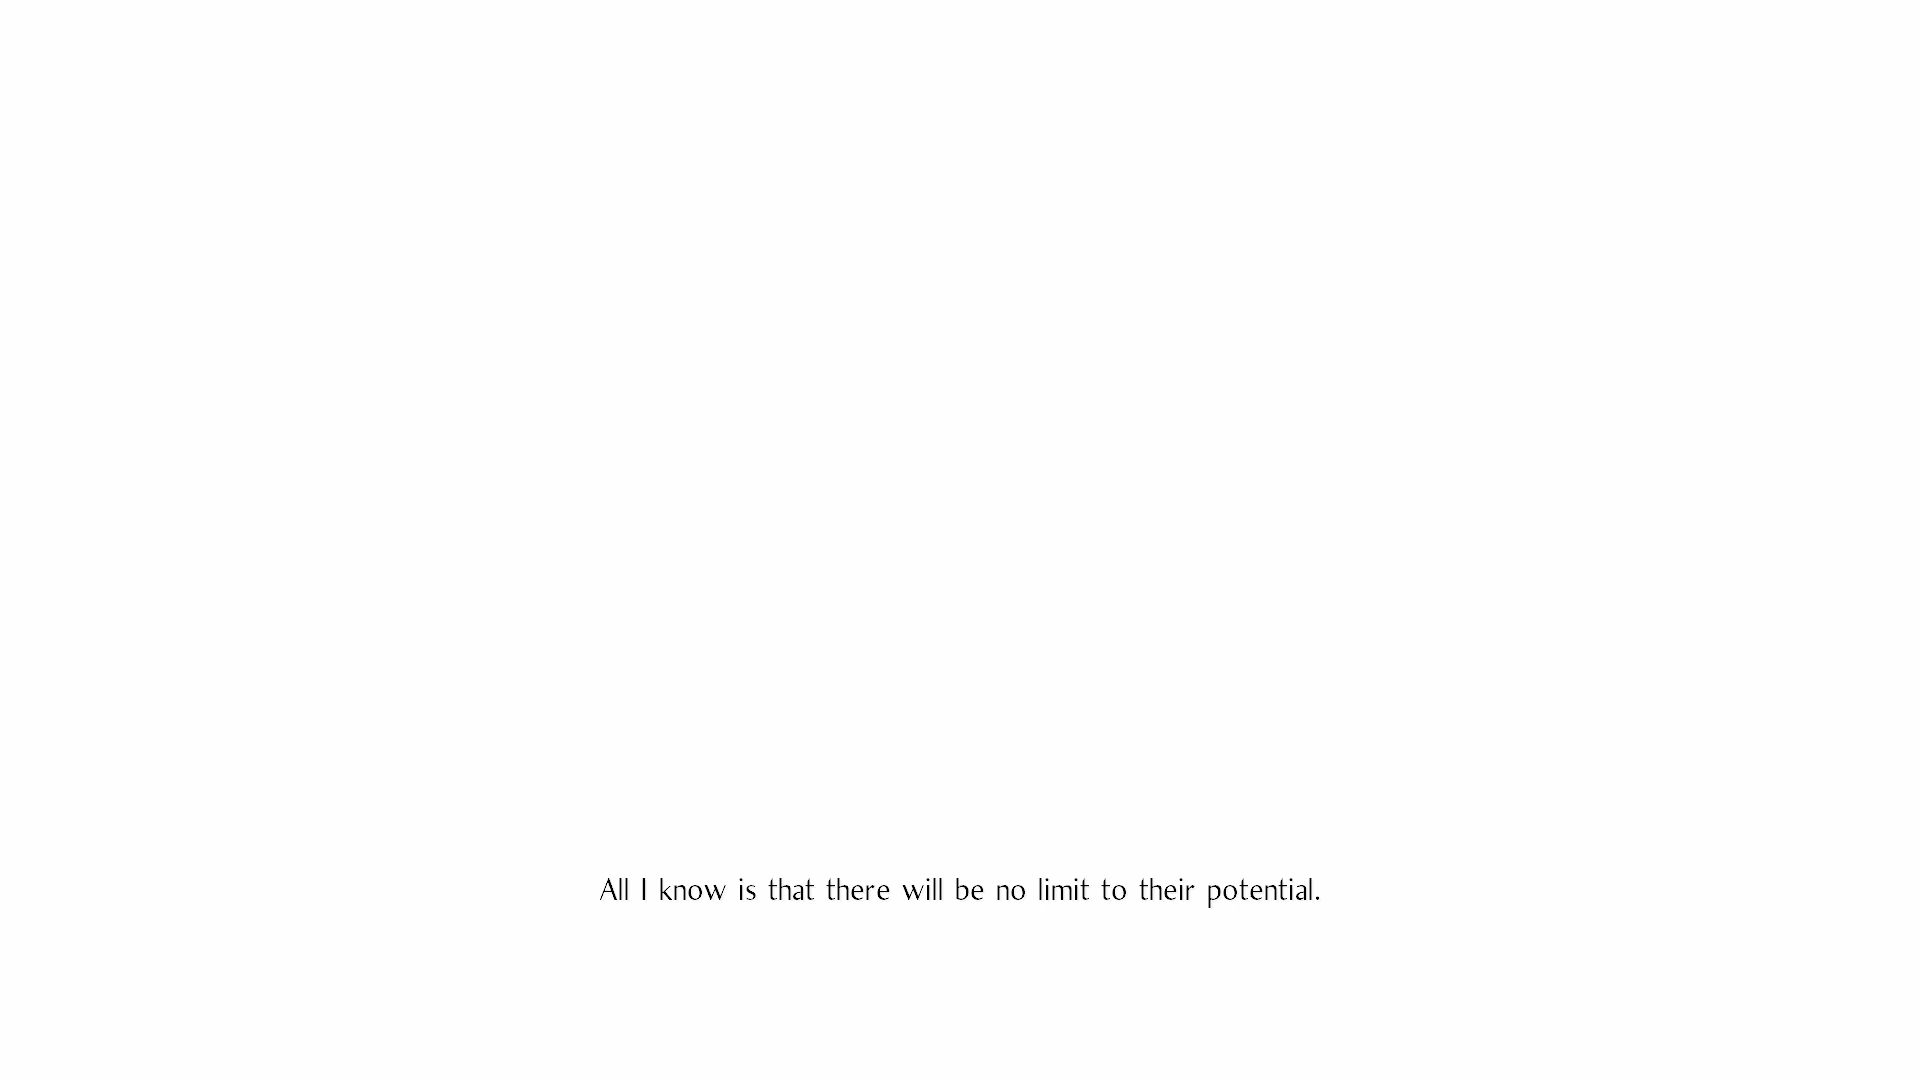 All I know is that there will be no limit to their potential.